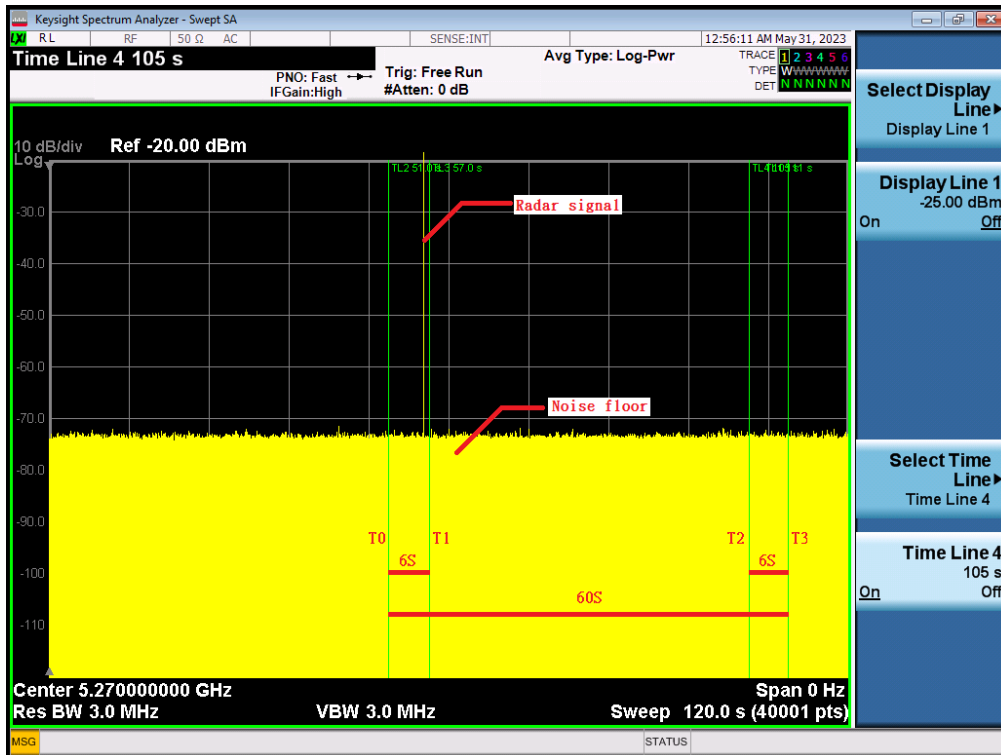 Keysight Spectrum Analyzer - Swept SA
LXI RL RF 50 Ω AC SENSE:INT 12:56:11 AM May 31, 2023
Time Line 4 105 s
PNO: Fast
IFGain:High
Trig: Free Run
#Atten: 0 dB
Avg Type: Log-Pwr
TRACE 1 2 3 4 5 6
TYPE WWWWWW
DET N N N N N N
10 dB/div
Log
Ref -20.00 dBm
TL3 57.0 s
-30.0
-40.0
-50.0
-60.0
-70.0
-80.0
-90.0
-100
-110
Radar signal
Noise floor
T0 T1 T2 T3
6S 6S
60S
Center 5.270000000 GHz Span 0 Hz
Res BW 3.0 MHz VBW 3.0 MHz Sweep 120.0 s (40001 pts)
MSG STATUS
Select Display
Line
Display Line 1
Display Line 1
-25.00 dBm
On Off
Select Time
Line
Time Line 4
Time Line 4
105 s
On Off